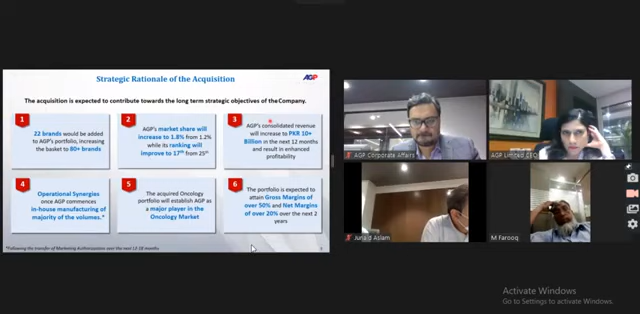 Strategic Rationale of the Acquisition
AGP
The acquisition is expected to contribute towards the long term strategic objectives of the Company.
1
22 brands would be added
to AGP's portfolio, increasing
the basket to 80+ brands
2
AGP's market share will
increase to 1.8% from 1.2%
while its ranking will
improve to 17th from 25th
3
AGP's consolidated revenue
will increase to PKR 10+
Billion in the next 12 months
and result in enhanced
profitability
4
Operational Synergies
once AGP commences
in-house manufacturing of
majority of the volumes.*
5
The acquired Oncology
portfolio will establish AGP as
a major player in the
Oncology Market
6
The portfolio is expected to
attain Gross Margins of
over 50% and Net Margins
of over 20% over the next 2
years
*Following the transfer of Marketing Authorization over the next 12-18 months
AGP Corporate Affairs
AGP Limited CEO
Junaid Aslam
M Farooq
Activate Windows
Go to Settings to activate Windows.